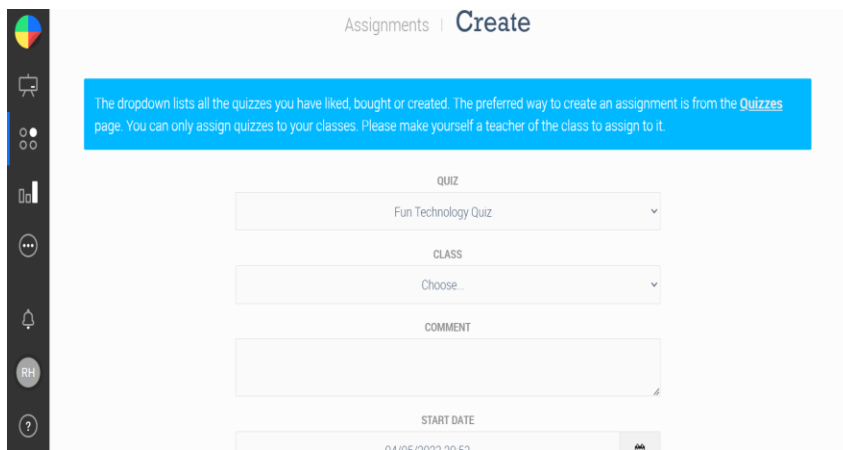 Assignments | Create
The dropdown lists all the quizzes you have liked, bought or created. The preferred way to create an assignment is from the Quizzes
page. You can only assign quizzes to your classes. Please make yourself a teacher of the class to assign to it.
QUIZ
Fun Technology Quiz
CLASS
Choose...
COMMENT
RH
START DATE
?